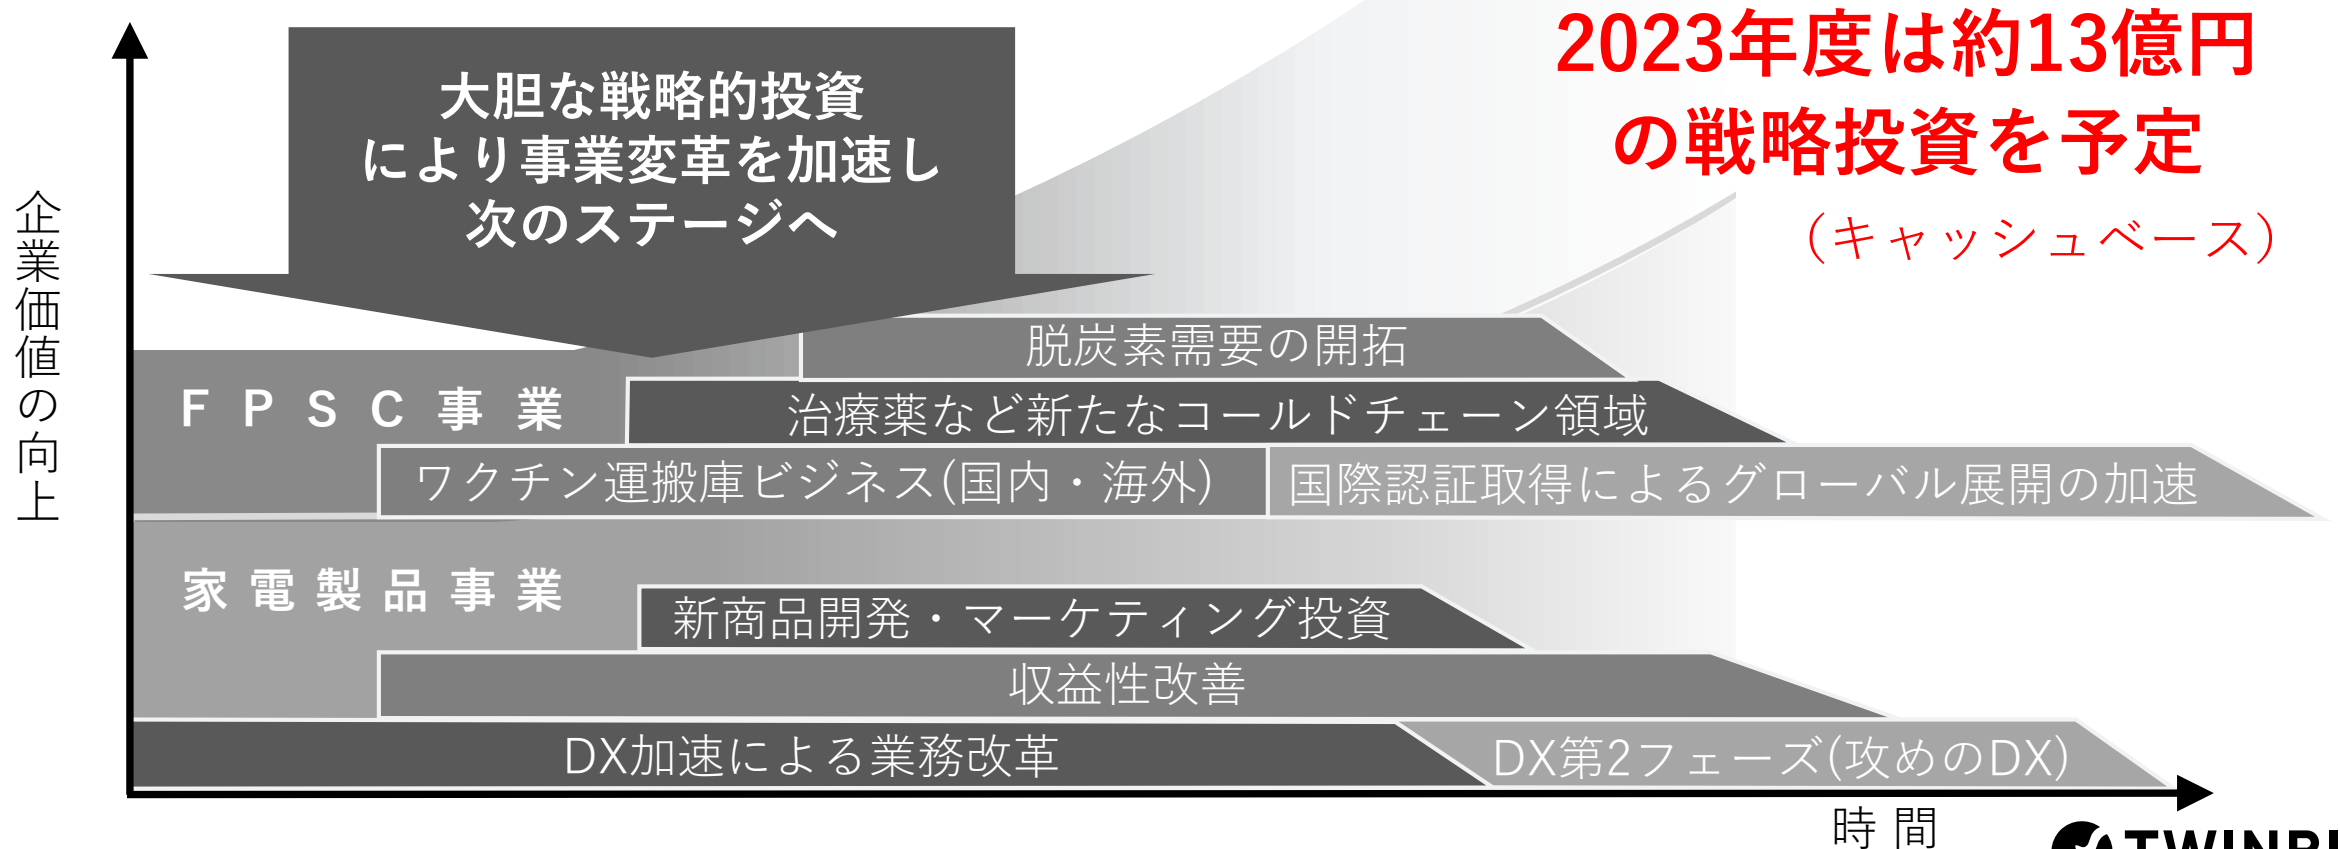 2023年度は約13億円
の戦略投資を予定
(キャッシュベース)
大胆な戦略的投資
により事業変革を加速し
次のステージへ
企業価値の向上
脱炭素需要の開拓
FPSC事業
治療薬など新たなコールドチェーン領域
ワクチン運搬庫ビジネス(国内・海外)
国際認証取得によるグローバル展開の加速
家電製品事業
新商品開発・マーケティング投資
収益性改善
DX加速による業務改革
DX第2フェーズ(攻めのDX)
時間